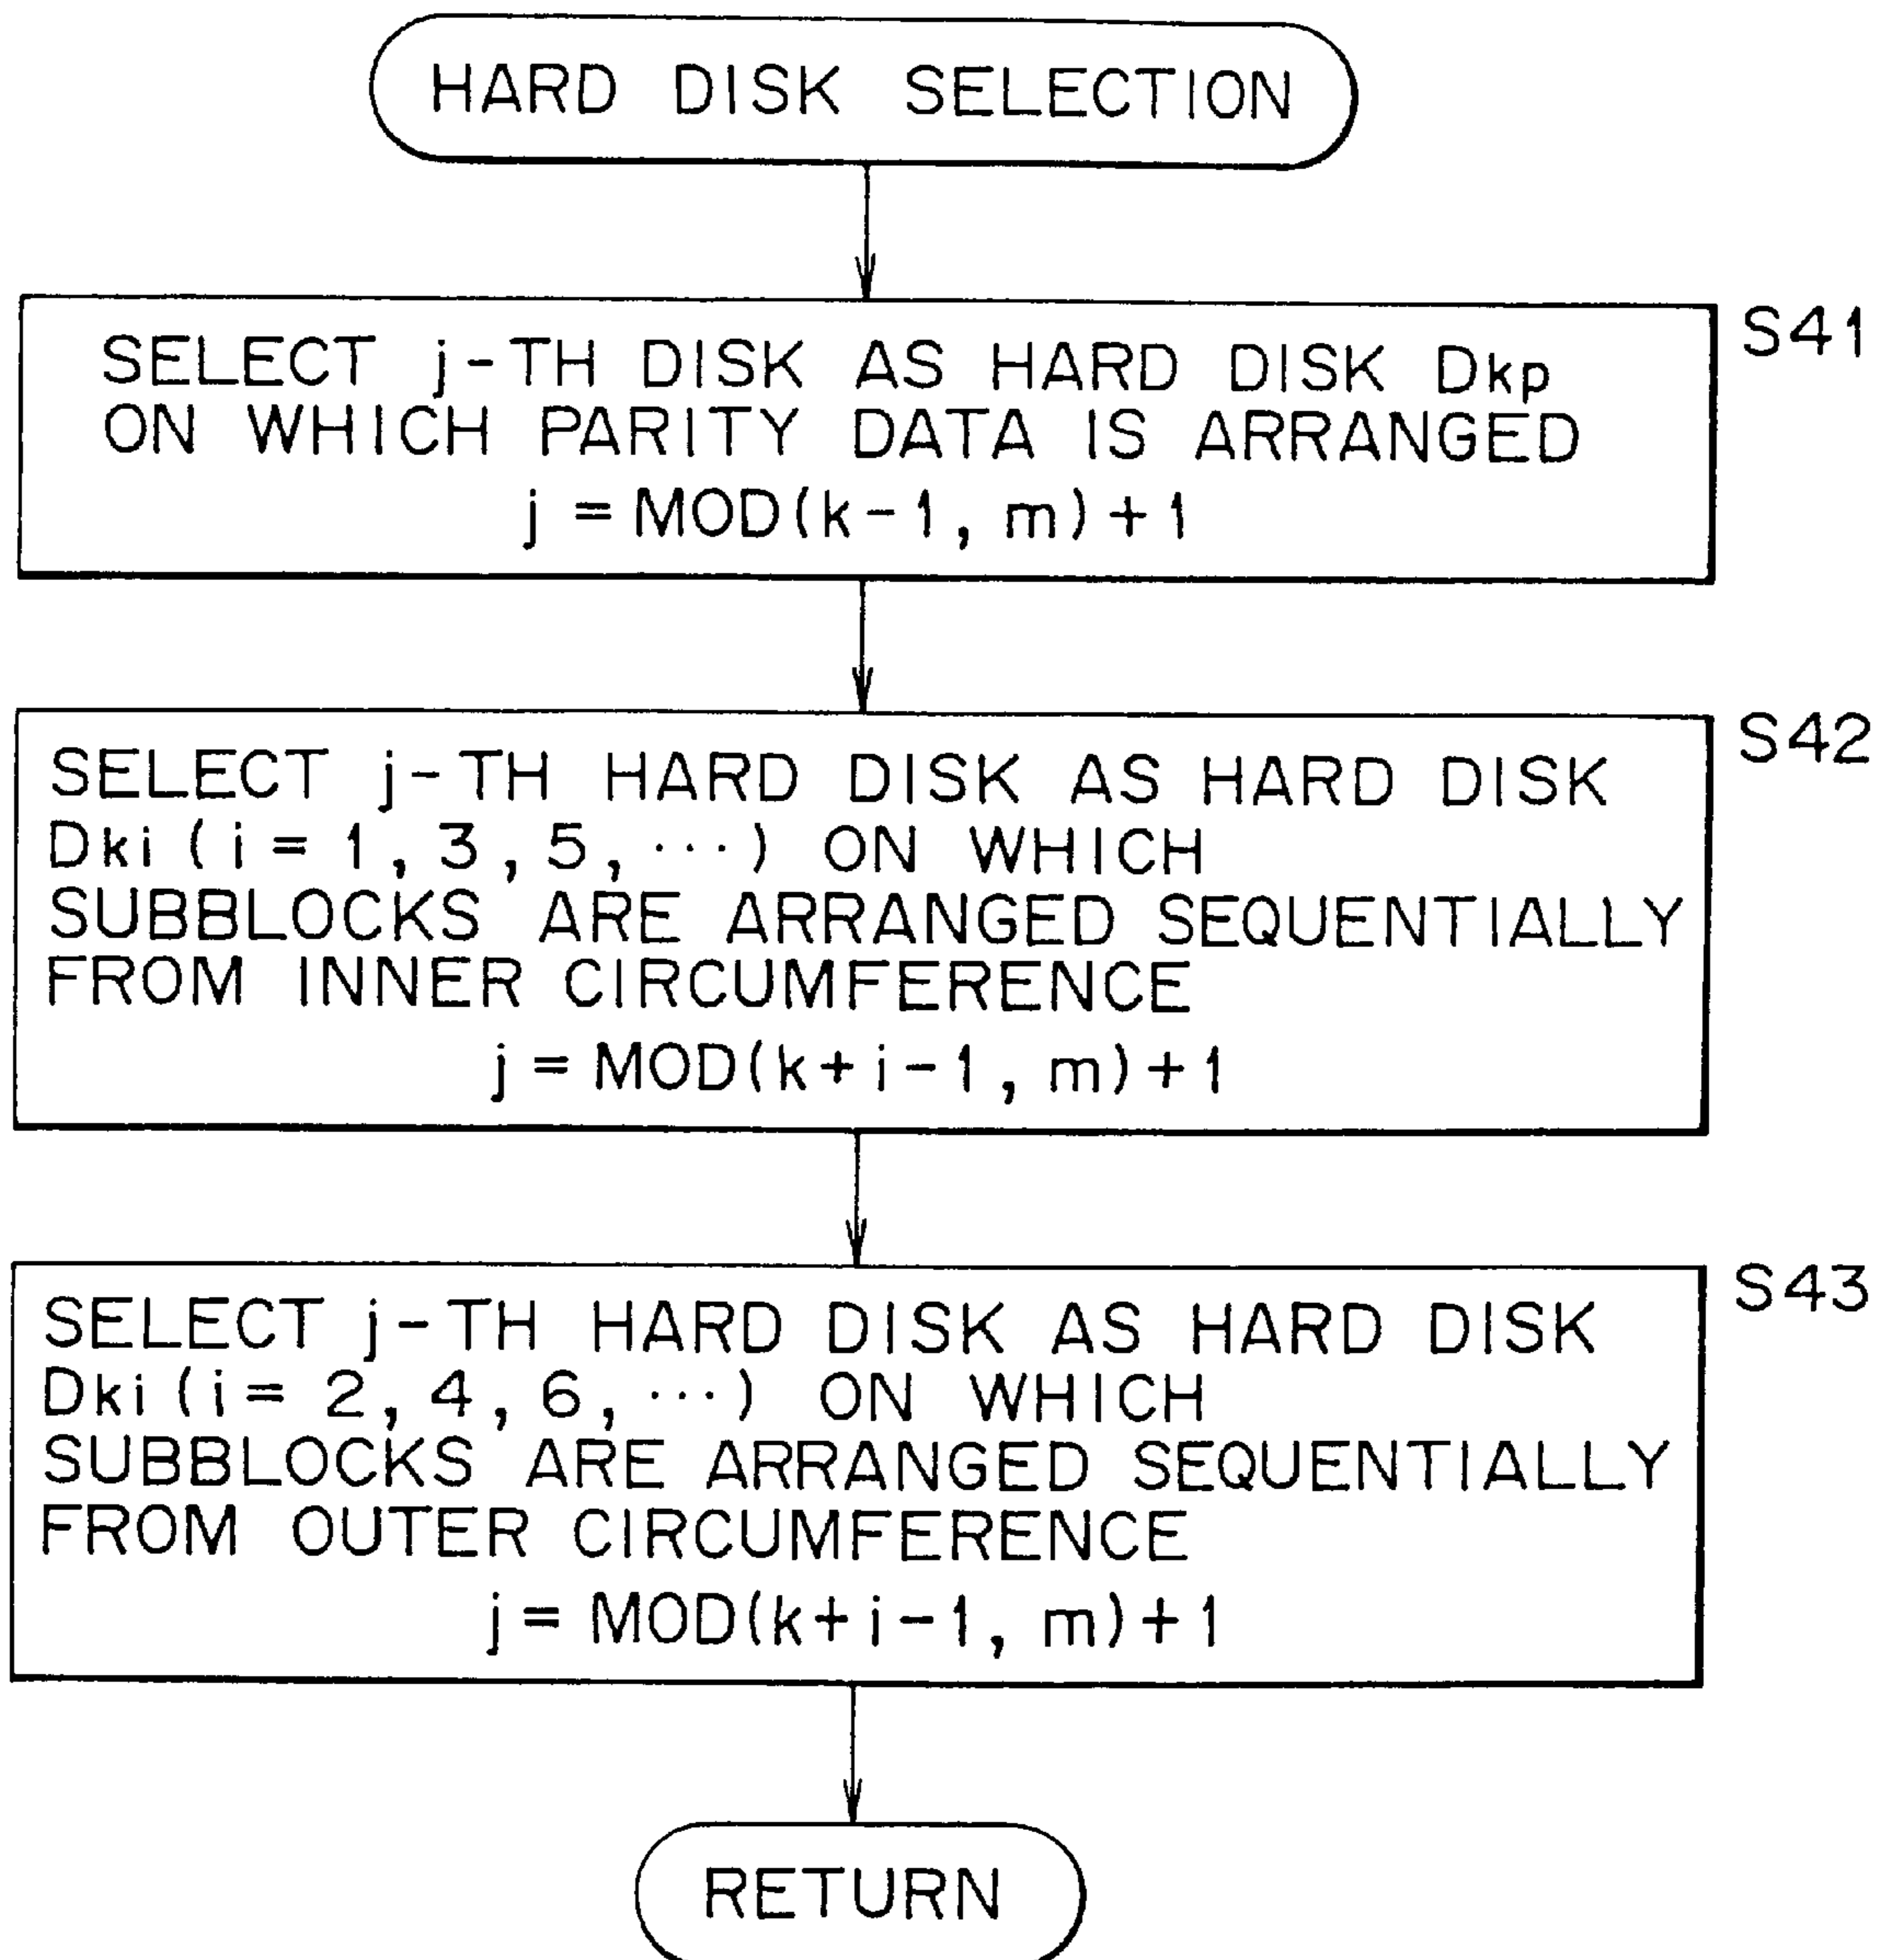 HARD DISK SELECTION
S41
SELECT j-TH DISK AS HARD DISK Dkp
ON WHICH PARITY DATA IS ARRANGED
j = MOD(k-1, m)+1
S42
SELECT j-TH HARD DISK AS HARD DISK
Dki (i = 1, 3, 5, ···) ON WHICH
SUBBLOCKS ARE ARRANGED SEQUENTIALLY
FROM INNER CIRCUMFERENCE
j = MOD(k+i-1, m)+1
S43
SELECT j-TH HARD DISK AS HARD DISK
Dki (i = 2, 4, 6, ···) ON WHICH
SUBBLOCKS ARE ARRANGED SEQUENTIALLY
FROM OUTER CIRCUMFERENCE
j = MOD(k+i-1, m)+1
RETURN